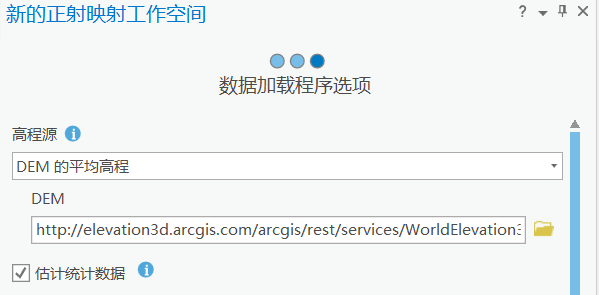 新的正射映射工作空间
数据加载程序选项
高程源
DEM 的平均高程
DEM
http://elevation3d.arcgis.com/arcgis/rest/services/WorldElevation3
估计统计数据